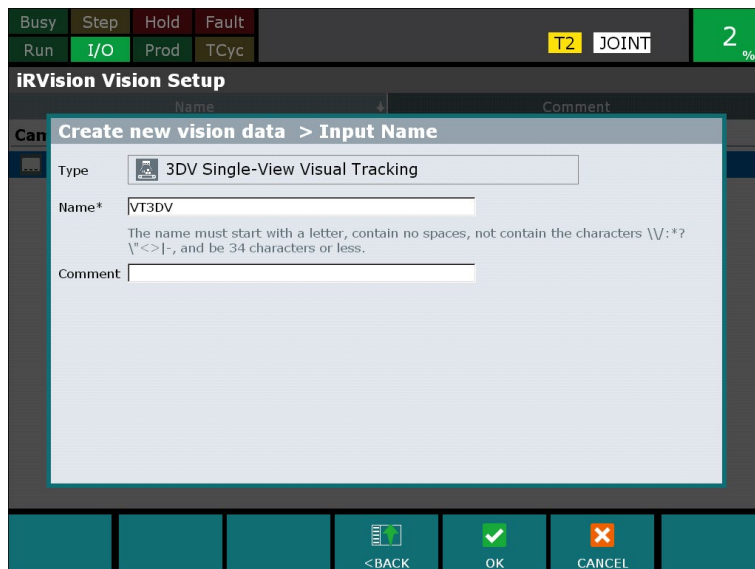 Busy Step Hold Fault
Run I/O Prod TCyc
T2 JOINT
2 %
iRVision Vision Setup
Name Comment
Cam
Create new vision data > Input Name
Type 3DV Single-View Visual Tracking
Name* VT3DV
The name must start with a letter, contain no spaces, not contain the characters \\/:*?
\"<>|-, and be 34 characters or less.
Comment
<BACK OK CANCEL